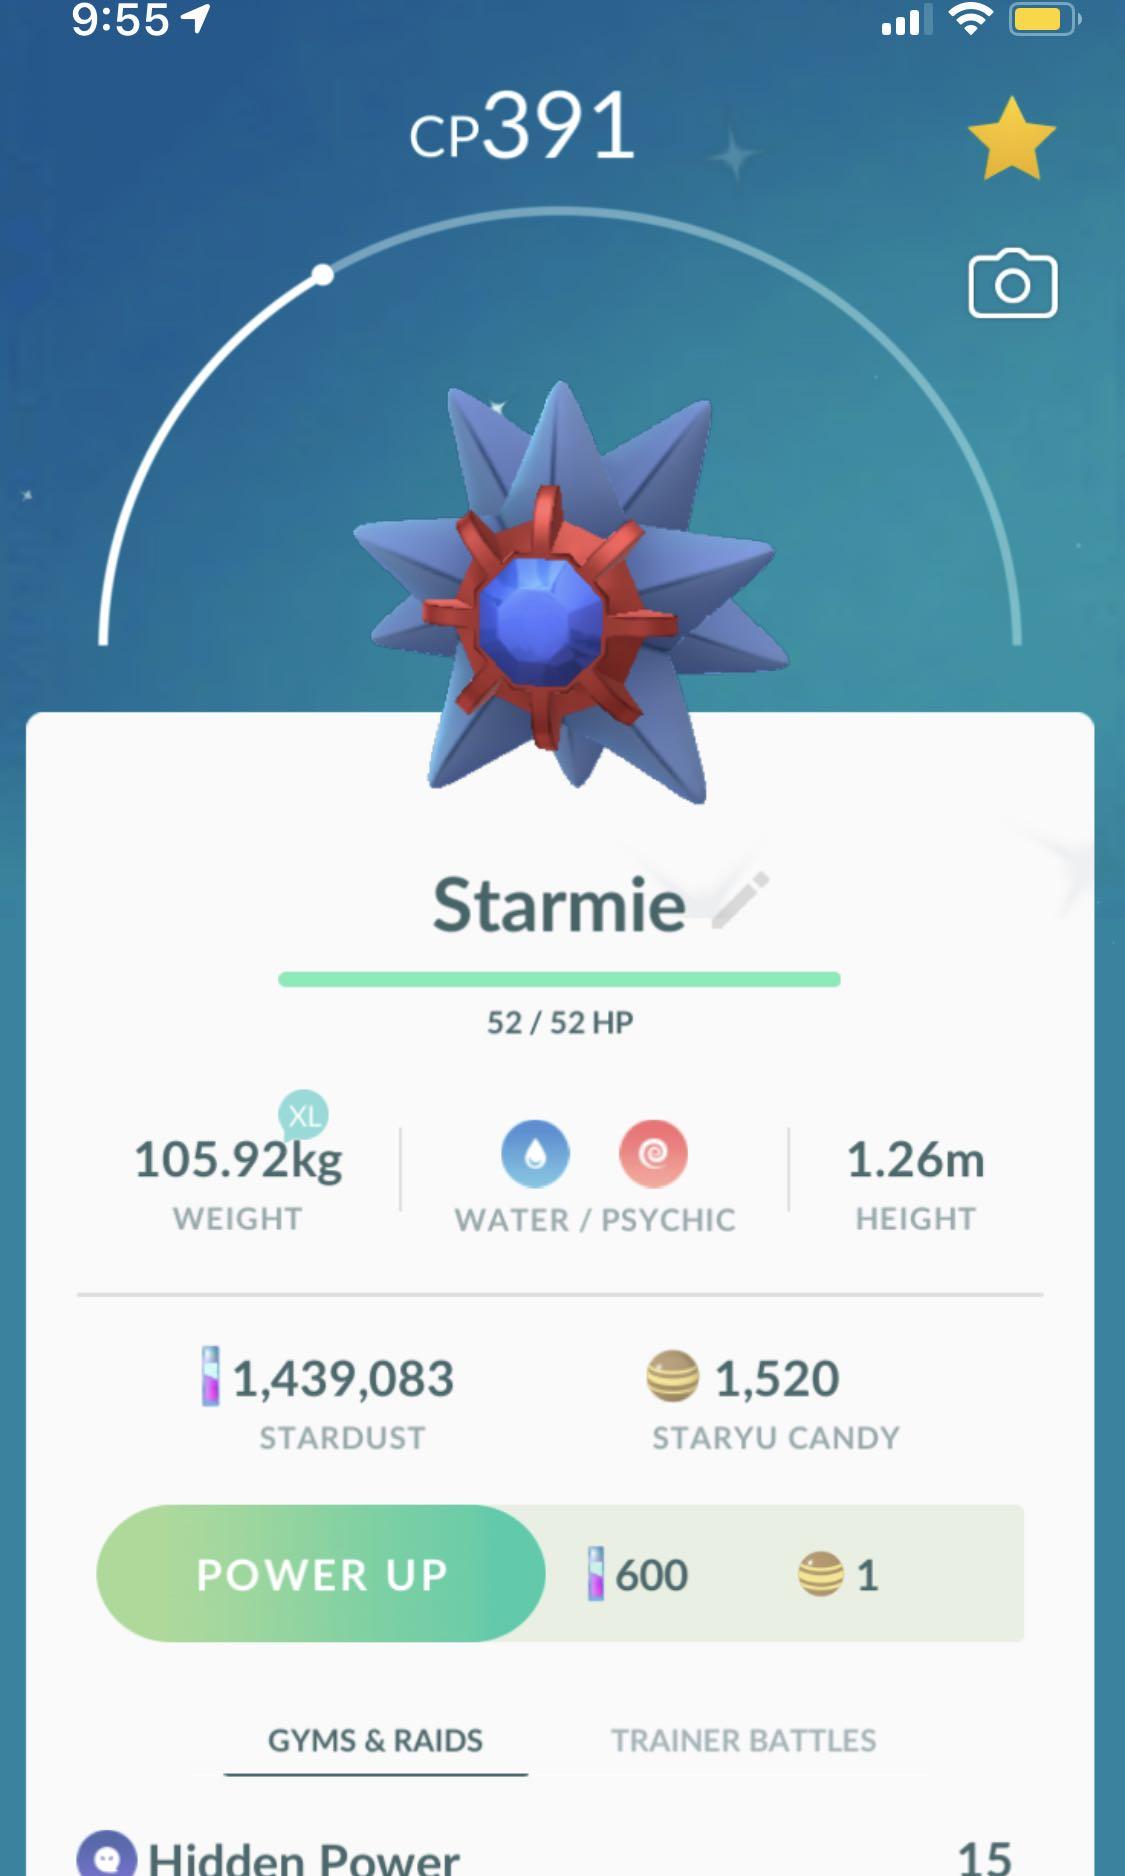 9:55
CP391
Starmie
52 / 52 HP
XL
105.92kg
WEIGHT
WATER / PSYCHIC
1.26m
HEIGHT
1,439,083
STARDUST
1,520
STARYU CANDY
POWER UP 600 1
GYMS & RAIDS TRAINER BATTLES
Hidden Power 15